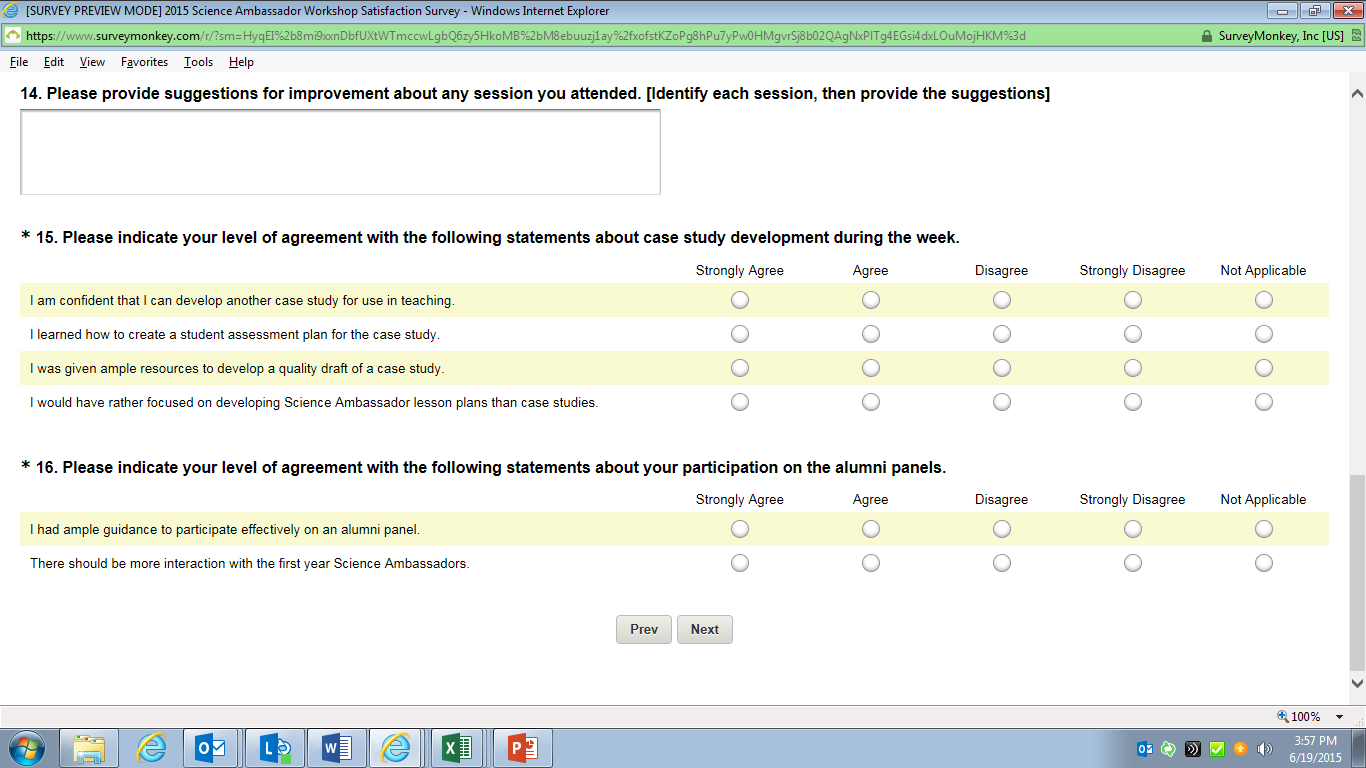 [SURVEY PREVIEW MODE] 2015 Science Ambassador Workshop Satisfaction Survey - Windows Internet Explorer
https://www.surveymonkey.com/r/?sm=HyqEI%2b8mi9xxnDbfUXtWTmccwLgbQ6zy5HkoMB%2bM8ebuuzj1ay%2fxofstKZoPg8hPu7yPw0HMgvrSj8b02QAgNxPITg4EGsi4dxLOuMojHKM%3d SurveyMonkey, Inc [US]
File Edit View Favorites Tools Help
14. Please provide suggestions for improvement about any session you attended. [Identify each session, then provide the suggestions]
* 15. Please indicate your level of agreement with the following statements about case study development during the week.
Strongly Agree Agree Disagree Strongly Disagree Not Applicable
I am confident that I can develop another case study for use in teaching.
I learned how to create a student assessment plan for the case study.
I was given ample resources to develop a quality draft of a case study.
I would have rather focused on developing Science Ambassador lesson plans than case studies.
* 16. Please indicate your level of agreement with the following statements about your participation on the alumni panels.
Strongly Agree Agree Disagree Strongly Disagree Not Applicable
I had ample guidance to participate effectively on an alumni panel.
There should be more interaction with the first year Science Ambassadors.
Prev Next
100%
3:57 PM
6/19/2015